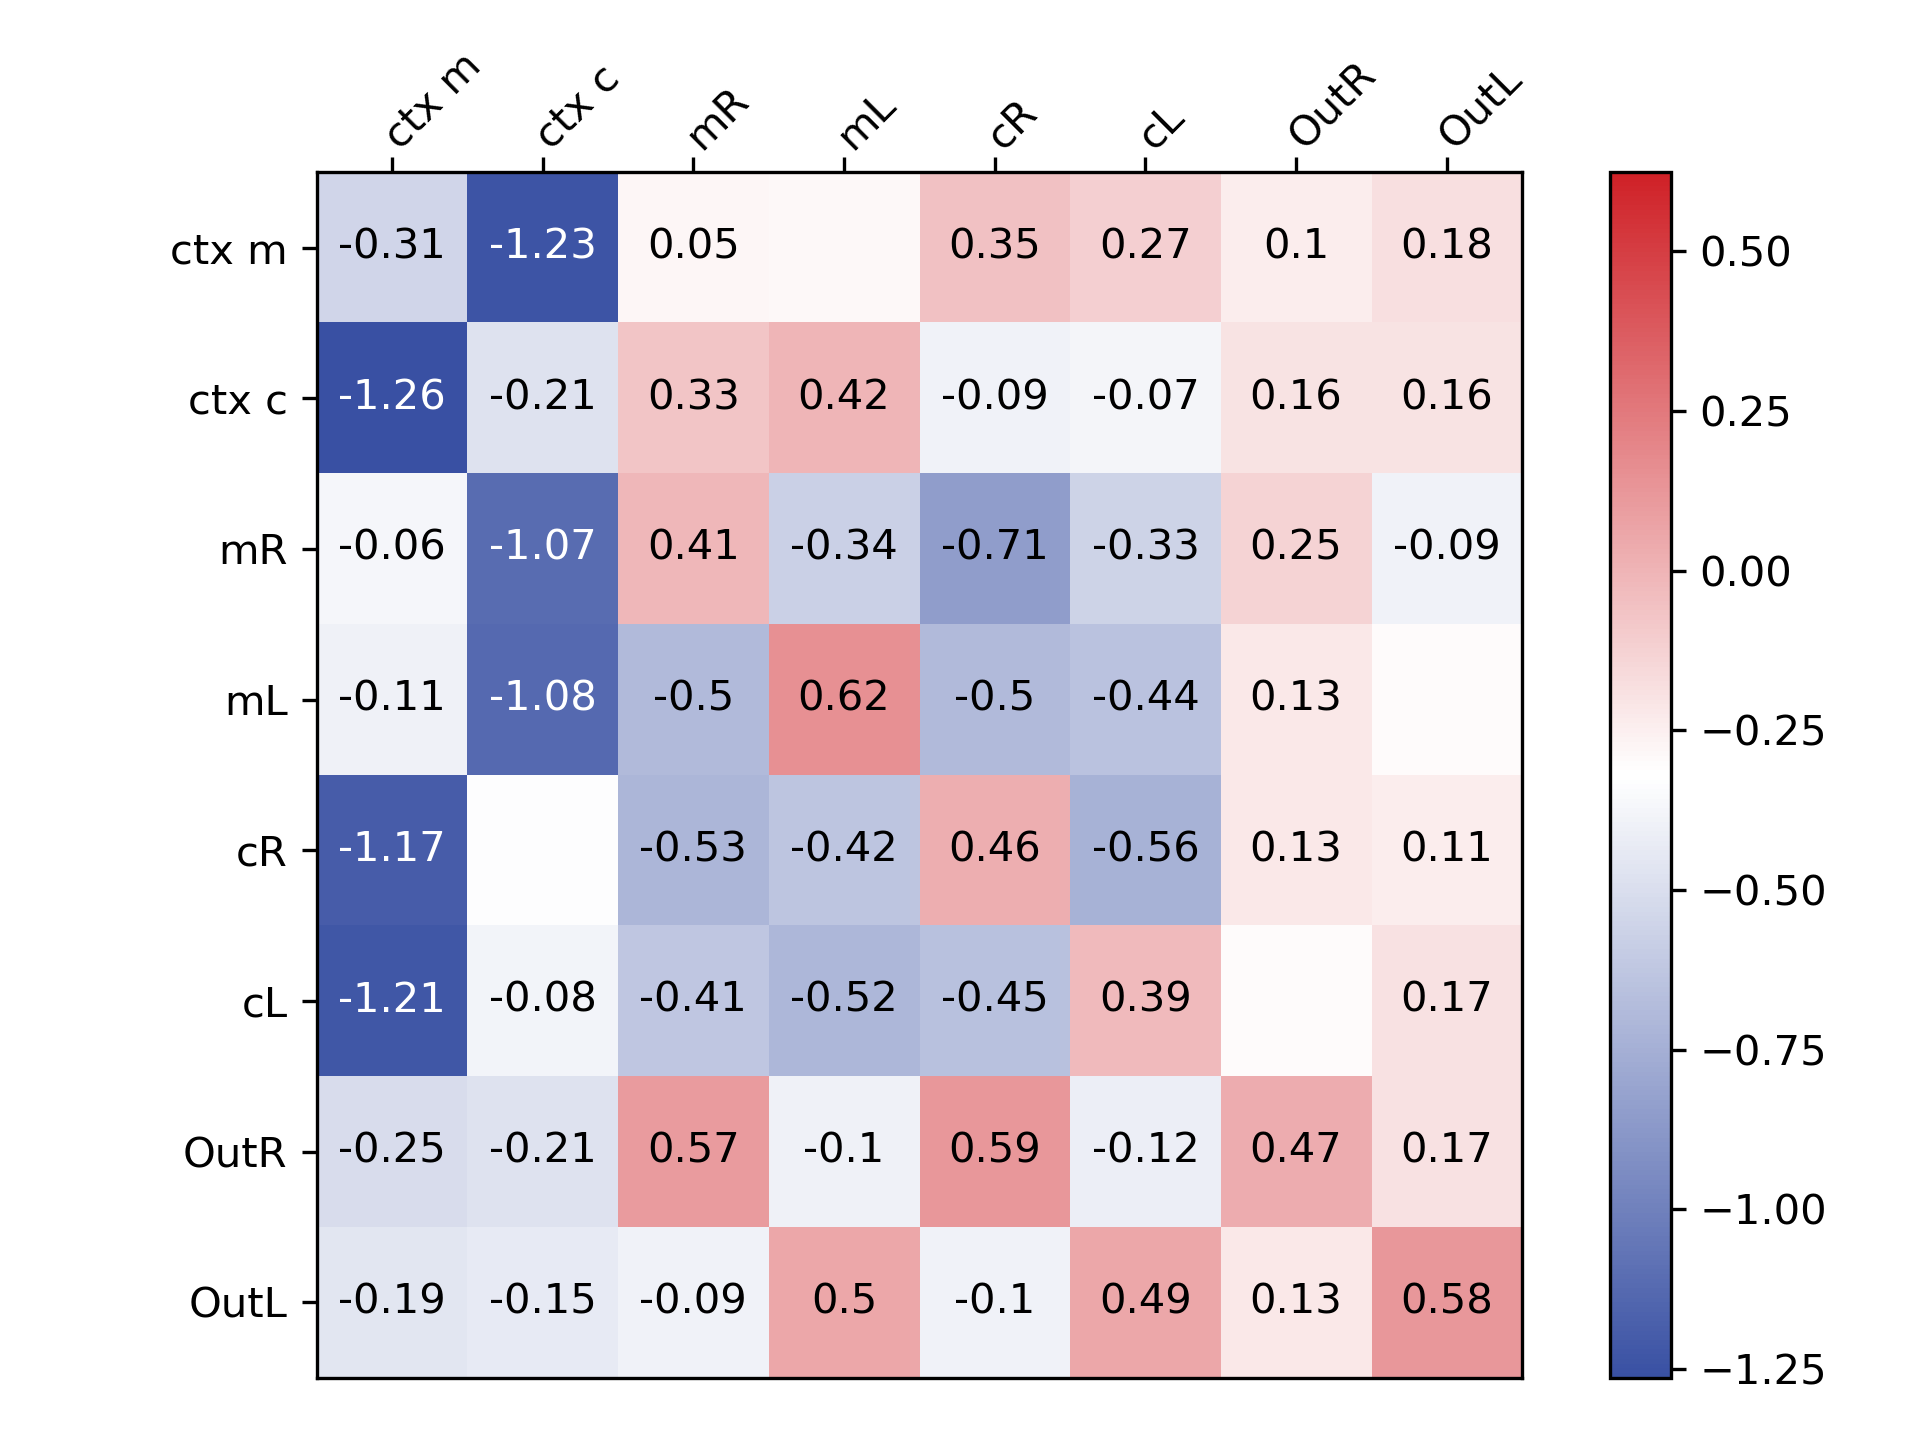 ctx m ctx c mR mL cR cL OutR OutL
ctx m -0.31 -1.23 0.05 0.35 0.27 0.1 0.18
ctx c -1.26 -0.21 0.33 0.42 -0.09 -0.07 0.16 0.16
mR -0.06 -1.07 0.41 -0.34 -0.71 -0.33 0.25 -0.09
mL -0.11 -1.08 -0.5 0.62 -0.5 -0.44 0.13
cR -1.17 -0.53 -0.42 0.46 -0.56 0.13 0.11
cL -1.21 -0.08 -0.41 -0.52 -0.45 0.39 0.17
OutR -0.25 -0.21 0.57 -0.1 0.59 -0.12 0.47 0.17
OutL -0.19 -0.15 -0.09 0.5 -0.1 0.49 0.13 0.58
0.50
0.25
0.00
−0.25
−0.50
−0.75
−1.00
−1.25